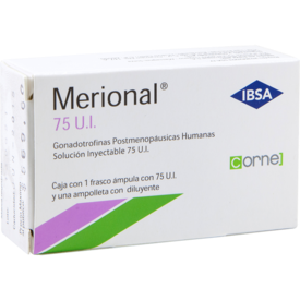 IBSA
Merional®
75 U.I.
Gonadotrofinas Postmenopáusicas Humanas
Solución Inyectable 75 U.I.
Corne
Caja con 1 frasco ámpula con 75 U.I.
y una ampolleta con diluyente